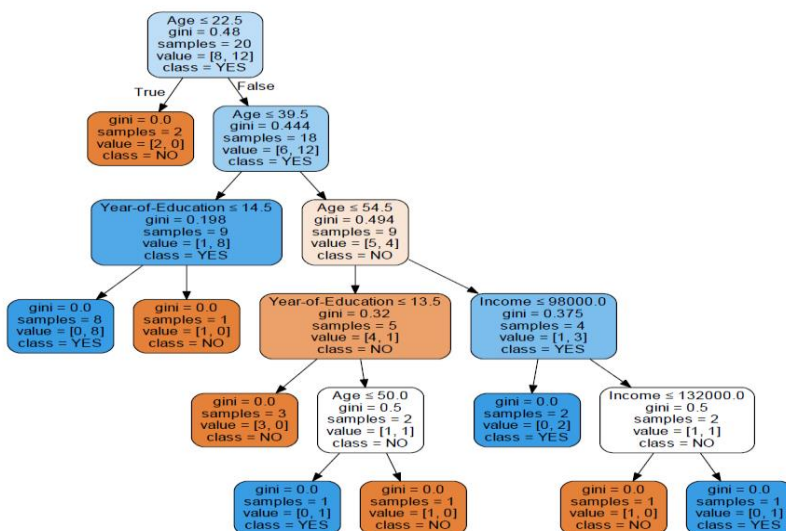 Age ≤ 22.5
gini = 0.48
samples = 20
value = [8, 12]
class = YES
True
False
gini = 0.0
samples = 2
value = [2, 0]
class = NO
Age ≤ 39.5
gini = 0.444
samples = 18
value = [6, 12]
class = YES
Year-of-Education ≤ 14.5
gini = 0.198
samples = 9
value = [1, 8]
class = YES
Age ≤ 54.5
gini = 0.494
samples = 9
value = [5, 4]
class = NO
gini = 0.0
samples = 8
value = [0, 8]
class = YES
gini = 0.0
samples = 1
value = [1, 0]
class = NO
Year-of-Education ≤ 13.5
gini = 0.32
samples = 5
value = [4, 1]
class = NO
Income ≤ 98000.0
gini = 0.375
samples = 4
value = [1, 3]
class = YES
gini = 0.0
samples = 3
value = [3, 0]
class = NO
Age ≤ 50.0
gini = 0.5
samples = 2
value = [1, 1]
class = NO
gini = 0.0
samples = 2
value = [0, 2]
class = YES
Income ≤ 132000.0
gini = 0.5
samples = 2
value = [1, 1]
class = NO
gini = 0.0
samples = 1
value = [0, 1]
class = YES
gini = 0.0
samples = 1
value = [1, 0]
class = NO
gini = 0.0
samples = 1
value = [1, 0]
class = NO
gini = 0.0
samples = 1
value = [0, 1]
class = YES